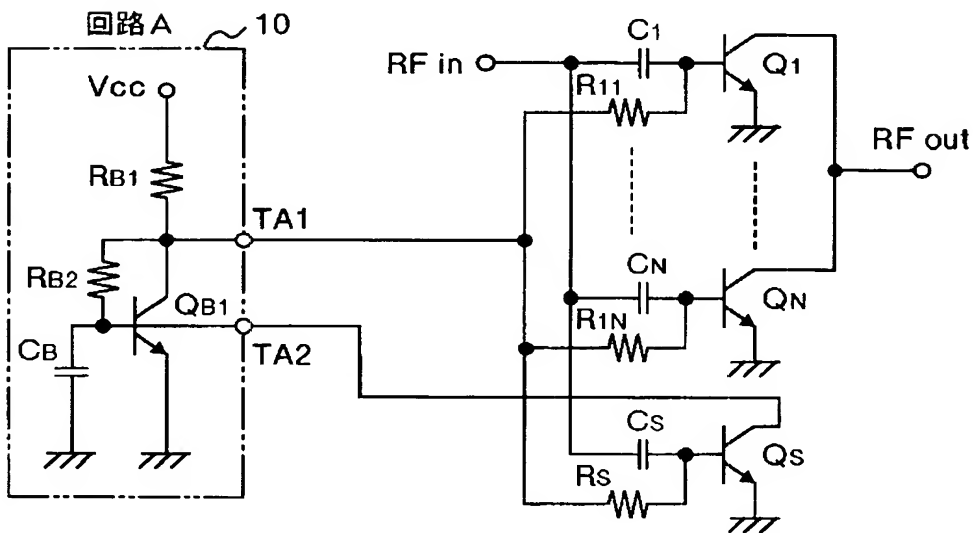 回路A
10
Vcc
RB1
TA1
RB2
QB1
CB
TA2
RF in
C1
Q1
R11
RF out
CN
QN
R1N
CS
QS
RS